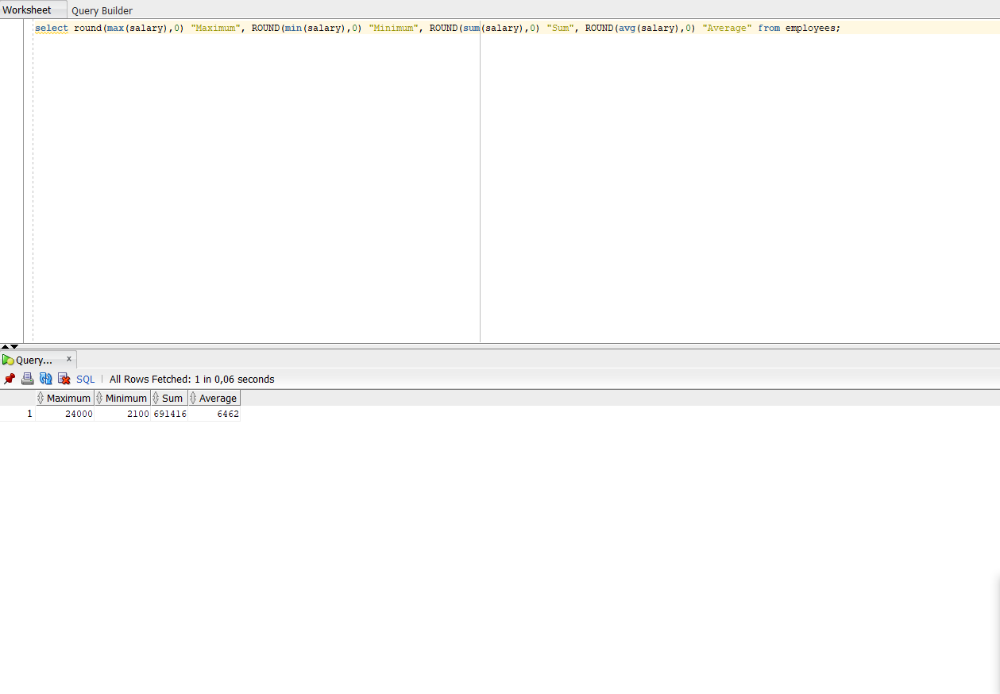 Worksheet Query Builder
select round(max(salary),0) "Maximum", ROUND(min(salary),0) "Minimum", ROUND(sum(salary),0) "Sum", ROUND(avg(salary),0) "Average" from employees;
Query... x
SQL | All Rows Fetched: 1 in 0,06 seconds
Maximum Minimum Sum Average
1 24000 2100 691416 6462